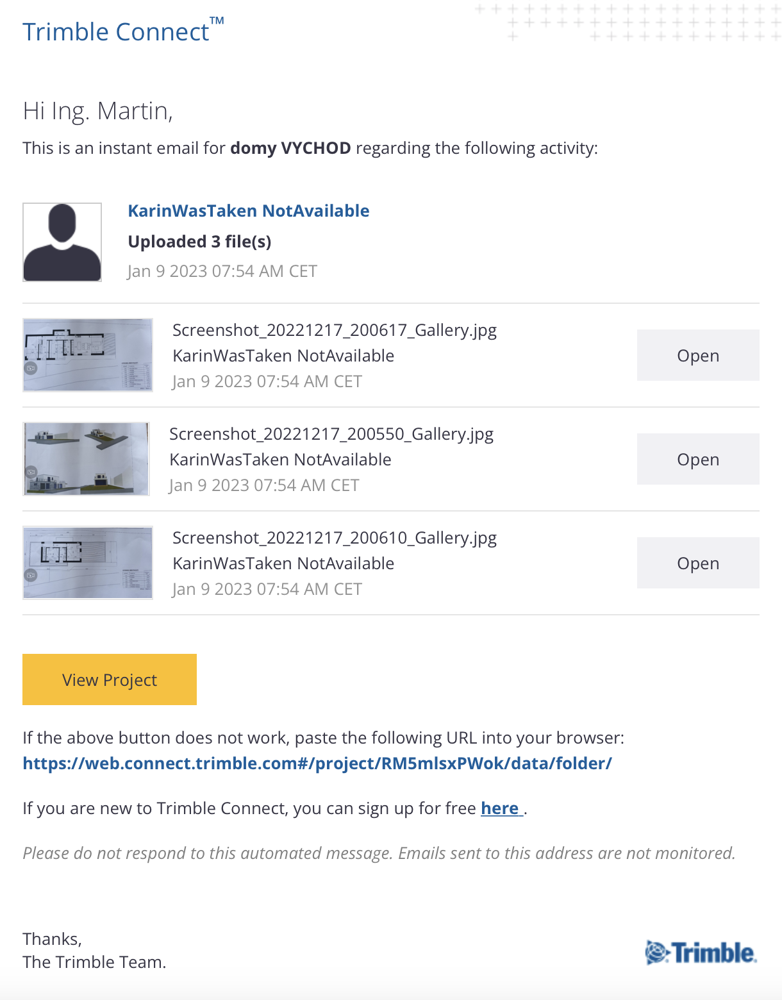 Trimble Connect™
Hi Ing. Martin,
This is an instant email for domy VYCHOD regarding the following activity:
KarinWasTaken NotAvailable
Uploaded 3 file(s)
Jan 9 2023 07:54 AM CET
Screenshot_20221217_200617_Gallery.jpg
KarinWasTaken NotAvailable
Jan 9 2023 07:54 AM CET
Open
Screenshot_20221217_200550_Gallery.jpg
KarinWasTaken NotAvailable
Jan 9 2023 07:54 AM CET
Open
Screenshot_20221217_200610_Gallery.jpg
KarinWasTaken NotAvailable
Jan 9 2023 07:54 AM CET
Open
View Project
If the above button does not work, paste the following URL into your browser:
https://web.connect.trimble.com#/project/RM5mlsxPWok/data/folder/
If you are new to Trimble Connect, you can sign up for free here .
Please do not respond to this automated message. Emails sent to this address are not monitored.
Thanks,
The Trimble Team.
Trimble